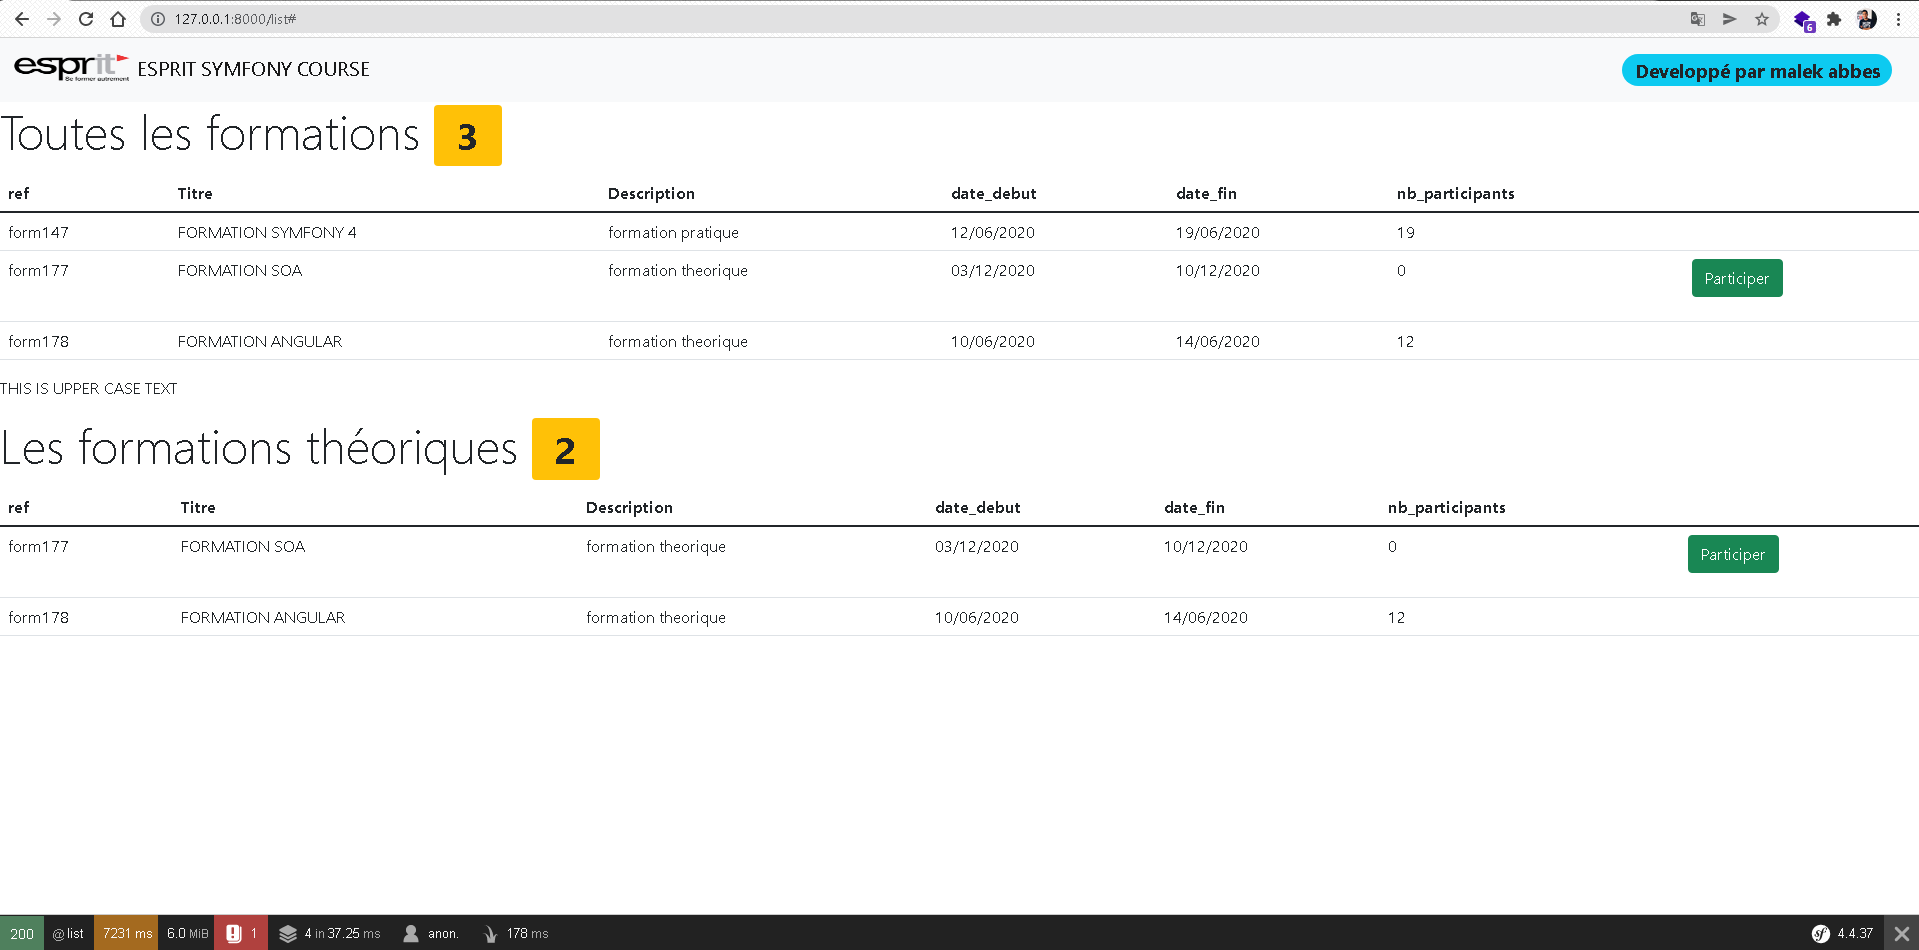 127.0.0.1:8000/list#
6
esprit
Se former autrement
ESPRIT SYMFONY COURSE
Developpé par malek abbes
Toutes les formations 3
ref Titre Description date_debut date_fin nb_participants
form147 FORMATION SYMFONY 4 formation pratique 12/06/2020 19/06/2020 19
form177 FORMATION SOA formation theorique 03/12/2020 10/12/2020 0 Participer
form178 FORMATION ANGULAR formation theorique 10/06/2020 14/06/2020 12
THIS IS UPPER CASE TEXT
Les formations théoriques 2
ref Titre Description date_debut date_fin nb_participants
form177 FORMATION SOA formation theorique 03/12/2020 10/12/2020 0 Participer
form178 FORMATION ANGULAR formation theorique 10/06/2020 14/06/2020 12
200 @list 7231 ms 6.0 MiB 1 4 in 37.25 ms anon. 178 ms sf 4.4.37